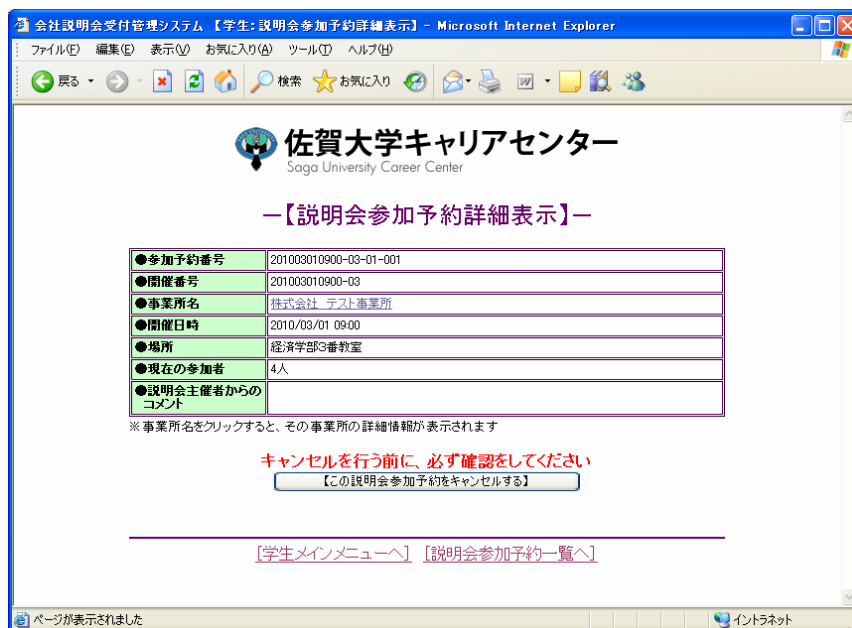 会社説明会受付管理システム 【学生：説明会参加予約詳細表示】 - Microsoft Internet Explorer
ファイル(F) 編集(E) 表示(V) お気に入り(A) ツール(T) ヘルプ(H)
戻る 検索 お気に入り
佐賀大学キャリアセンター
Saga University Career Center
－【説明会参加予約詳細表示】－
●参加予約番号 201003010900-03-01-001
●開催番号 201003010900-03
●事業所名 株式会社 テスト事業所
●開催日時 2010/03/01 09:00
●場所 経済学部3番教室
●現在の参加者 4人
●説明会主催者からの
コメント
※事業所名をクリックすると、その事業所の詳細情報が表示されます
キャンセルを行う前に、必ず確認をしてください
【この説明会参加予約をキャンセルする】
[学生メインメニューへ] [説明会参加予約一覧へ]
ページが表示されました イントラネット